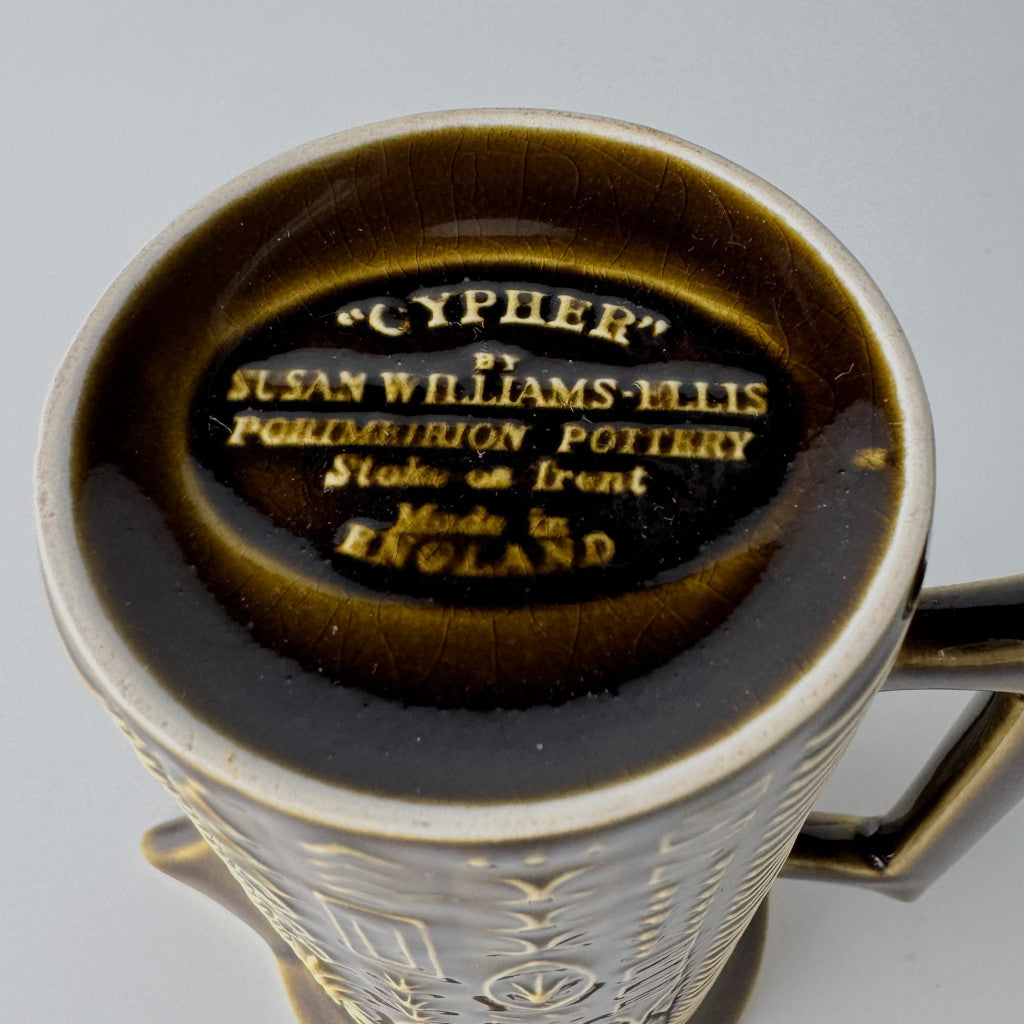 "CYPHER"
BY
SUSAN WILLIAMS-ELLIS
PORTMEIRION POTTERY
Stoke on Trent
Made in
ENGLAND